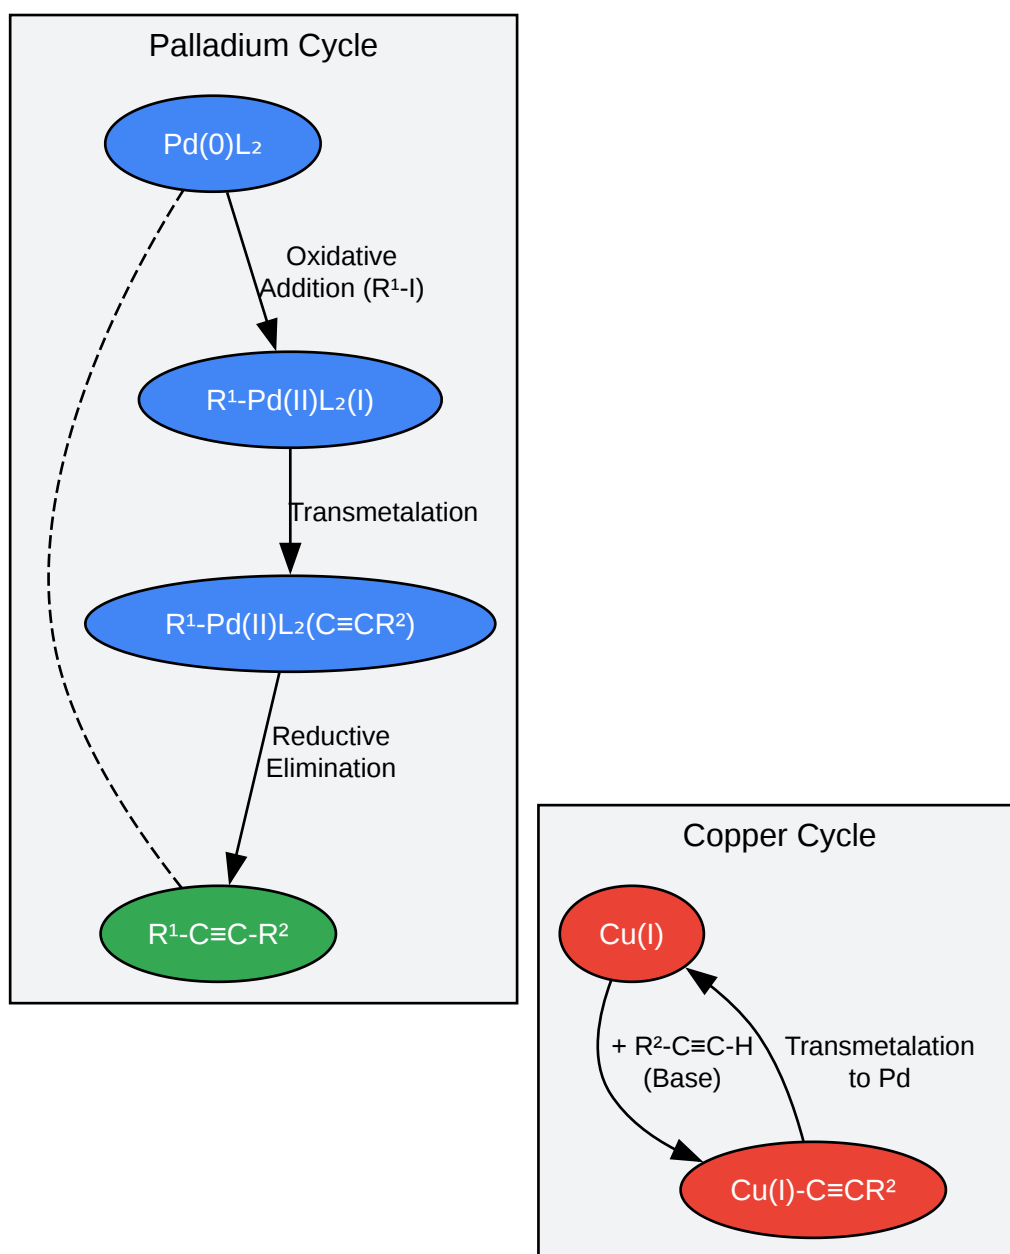 Palladium Cycle
Pd(0)L₂
Oxidative
Addition (R¹-I)
R¹-Pd(II)L₂(I)
Transmetalation
R¹-Pd(II)L₂(C≡CR²)
Reductive
Elimination
R¹-C≡C-R²
Copper Cycle
Cu(I)
+ R²-C≡C-H
(Base)
Transmetalation
to Pd
Cu(I)-C≡CR²